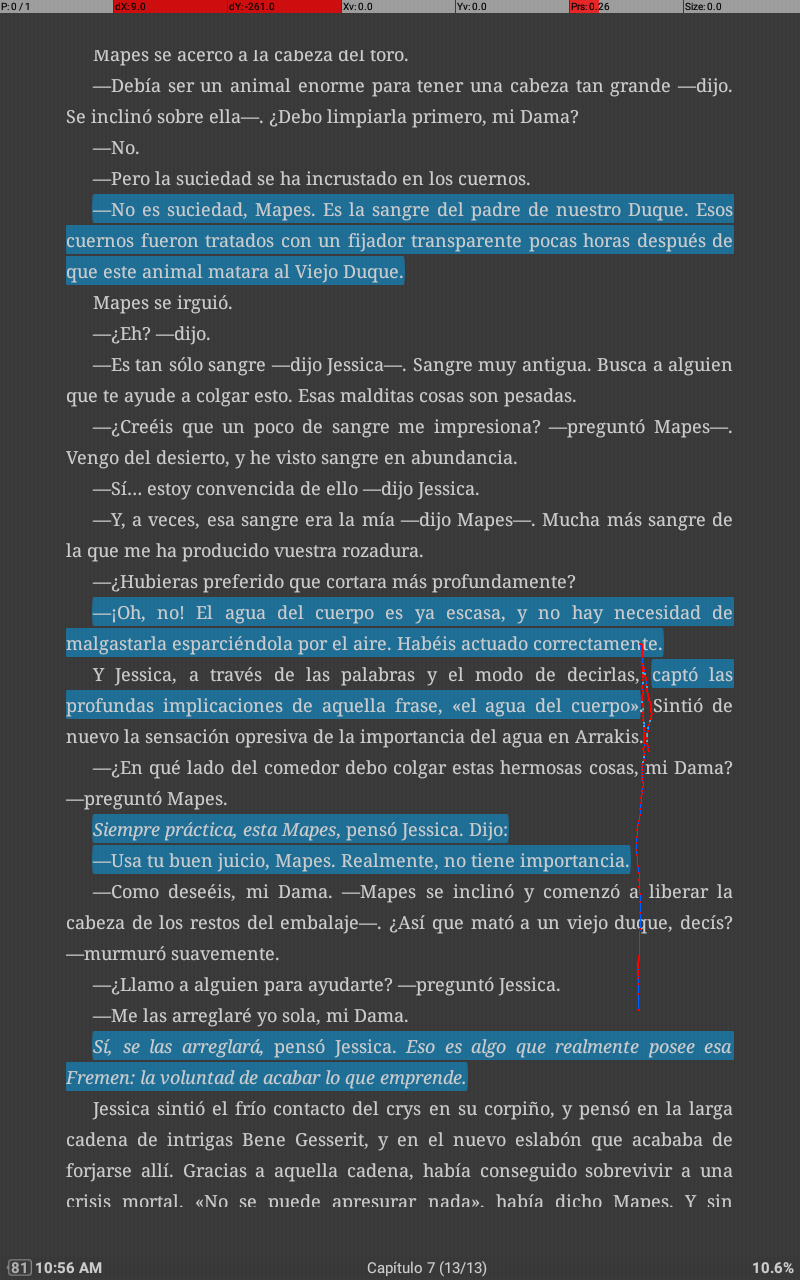 P: 0 / 1 dX: 9.0 dY: -261.0 Xv: 0.0 Yv: 0.0 Prs: 0.26 Size: 0.0
Mapes se acercó a la cabeza del toro.
—Debía ser un animal enorme para tener una cabeza tan grande —dijo.
Se inclinó sobre ella—. ¿Debo limpiarla primero, mi Dama?
—No.
—Pero la suciedad se ha incrustado en los cuernos.
—No es suciedad, Mapes. Es la sangre del padre de nuestro Duque. Esos
cuernos fueron tratados con un fijador transparente pocas horas después de
que este animal matara al Viejo Duque.
Mapes se irguió.
—¿Eh? —dijo.
—Es tan sólo sangre —dijo Jessica—. Sangre muy antigua. Busca a alguien
que te ayude a colgar esto. Esas malditas cosas son pesadas.
—¿Creéis que un poco de sangre me impresiona? —preguntó Mapes—.
Vengo del desierto, y he visto sangre en abundancia.
—Sí... estoy convencida de ello —dijo Jessica.
—Y, a veces, esa sangre era la mía —dijo Mapes—. Mucha más sangre de
la que me ha producido vuestra rozadura.
—¿Hubieras preferido que cortara más profundamente?
—¡Oh, no! El agua del cuerpo es ya escasa, y no hay necesidad de
malgastarla esparciéndola por el aire. Habéis actuado correctamente.
Y Jessica, a través de las palabras y el modo de decirlas, captó las
profundas implicaciones de aquella frase, «el agua del cuerpo». Sintió de
nuevo la sensación opresiva de la importancia del agua en Arrakis.
—¿En qué lado del comedor debo colgar estas hermosas cosas, mi Dama?
—preguntó Mapes.
Siempre práctica, esta Mapes, pensó Jessica. Dijo:
—Usa tu buen juicio, Mapes. Realmente, no tiene importancia.
—Como deseéis, mi Dama. —Mapes se inclinó y comenzó a liberar la
cabeza de los restos del embalaje—. ¿Así que mató a un viejo duque, decís?
—murmuró suavemente.
—¿Llamo a alguien para ayudarte? —preguntó Jessica.
—Me las arreglaré yo sola, mi Dama.
Sí, se las arreglará, pensó Jessica. Eso es algo que realmente posee esa
Fremen: la voluntad de acabar lo que emprende.
Jessica sintió el frío contacto del crys en su corpiño, y pensó en la larga
cadena de intrigas Bene Gesserit, y en el nuevo eslabón que acababa de
forjarse allí. Gracias a aquella cadena, había conseguido sobrevivir a una
crisis mortal. «No se puede apresurar nada», había dicho Mapes. Y sin
81 10:56 AM Capítulo 7 (13/13) 10.6%